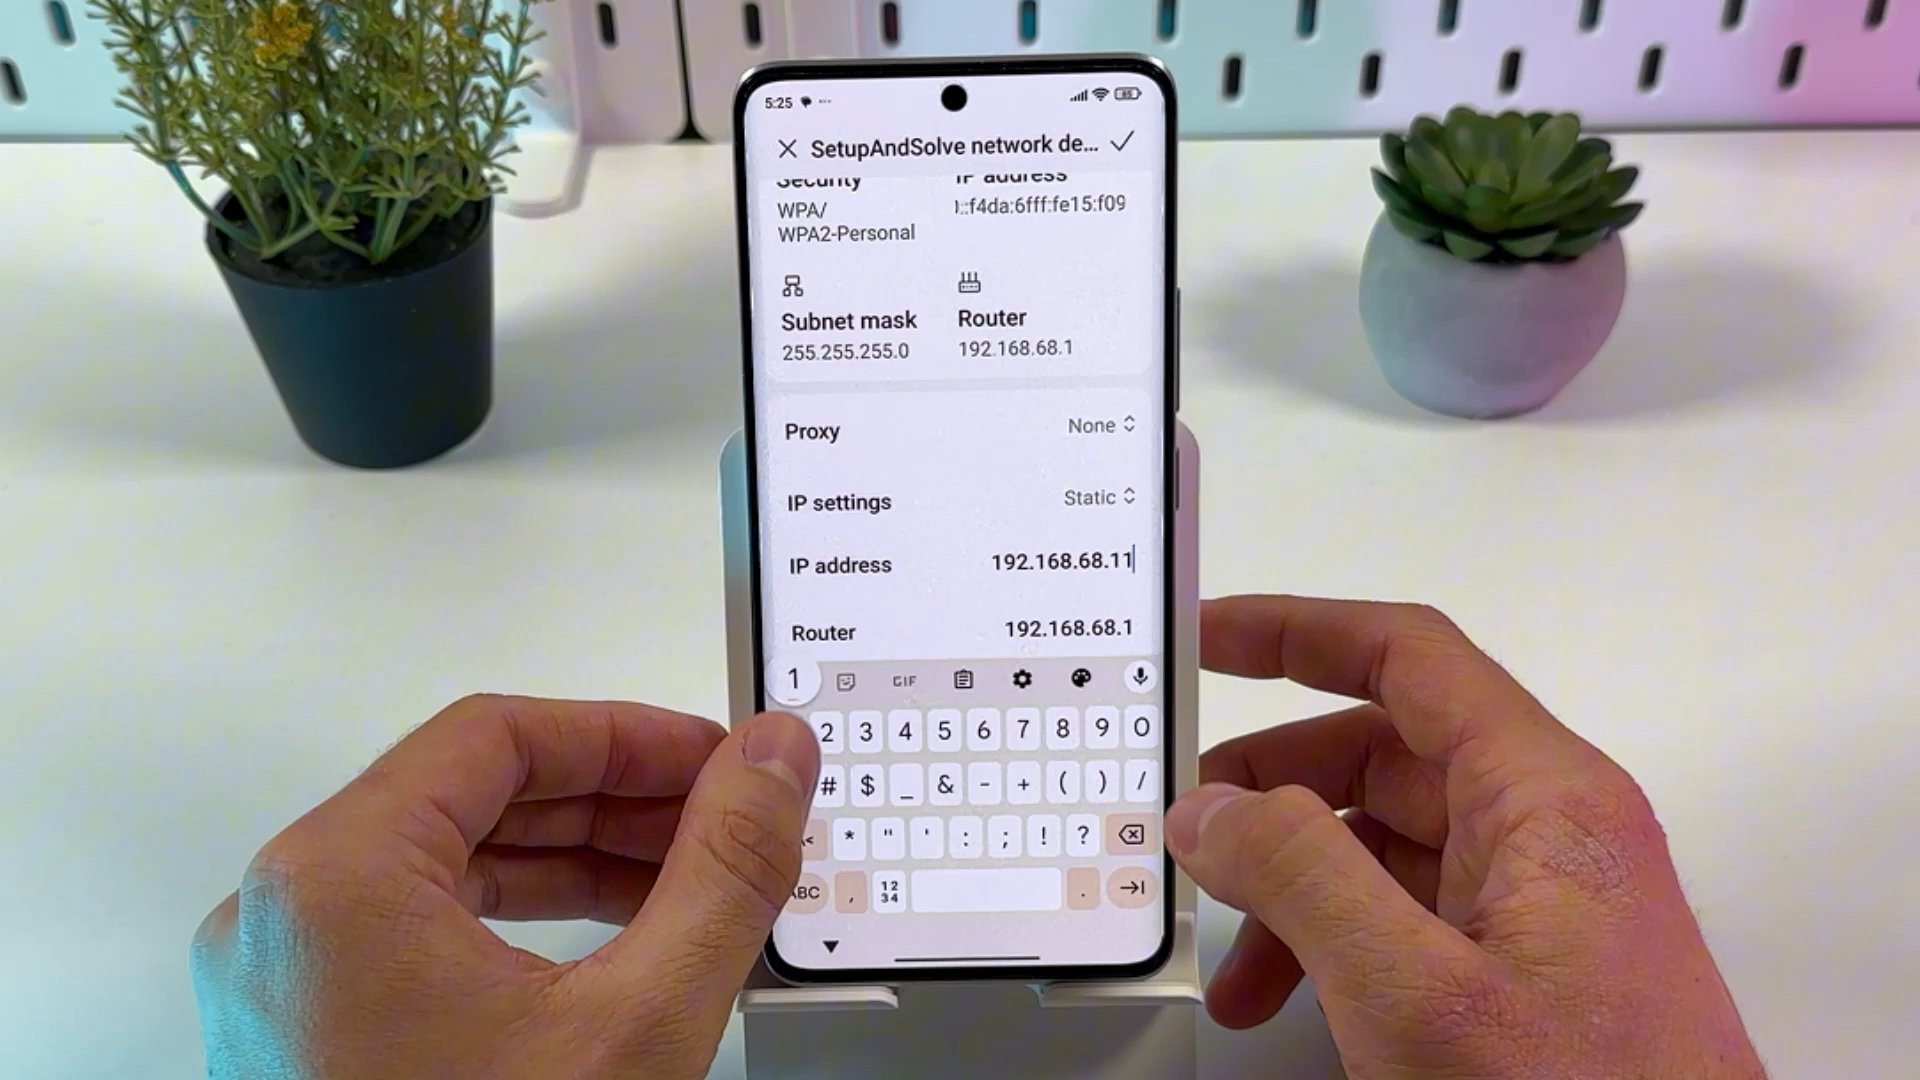 5:25
85
SetupAndSolve network de...
Security
IP address
WPA/
WPA2-Personal
::f4da:6fff:fe15:f09
Subnet mask
Router
255.255.255.0
192.168.68.1
Proxy
None
IP settings
Static
IP address
192.168.68.11
Router
192.168.68.1
1
GIF
2 3 4 5 6 7 8 9 0
# $ _ & - + ( ) /
< * " ' : ; ! ?
ABC , 12 .
34